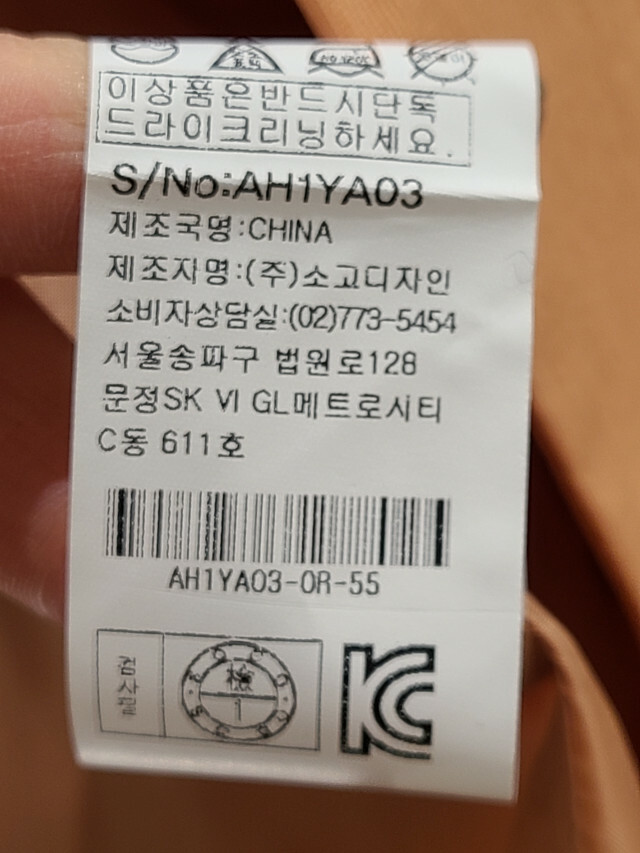 이상품은반드시단독
드라이크리닝하세요.
S/No:AH1YA03
제조국명:CHINA
제조자명:(주)소고디자인
소비자상담실:(02)773-5454
서울송파구 법원로128
문정SK VI GL메트로시티
C동 611호
AH1YA03-OR-55
검사필
檢
1
KC